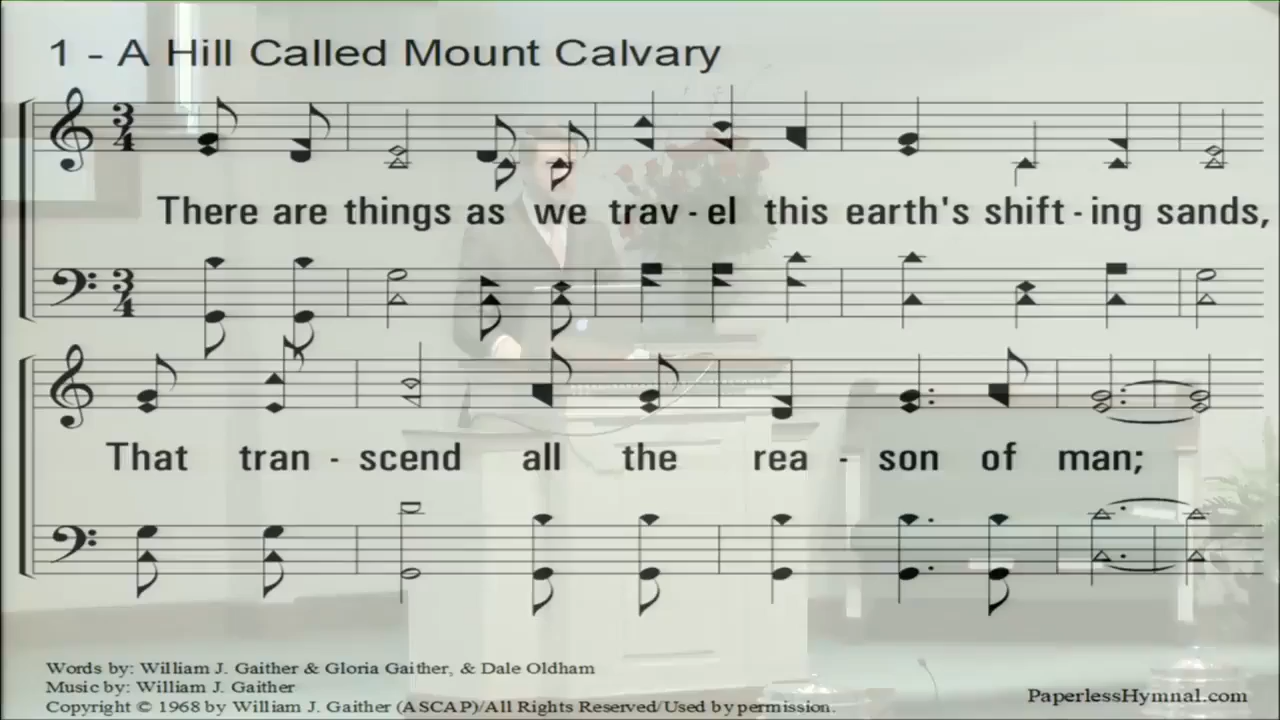 1 - A Hill Called Mount Calvary
There are things as we trav - el this earth's shift - ing sands,
That tran - scend all the rea - son of man;
Words by: William J. Gaither & Gloria Gaither, & Dale Oldham
Music by: William J. Gaither
Copyright © 1968 by William J. Gaither (ASCAP)/All Rights Reserved/Used by permission.
PaperlessHymnal.com